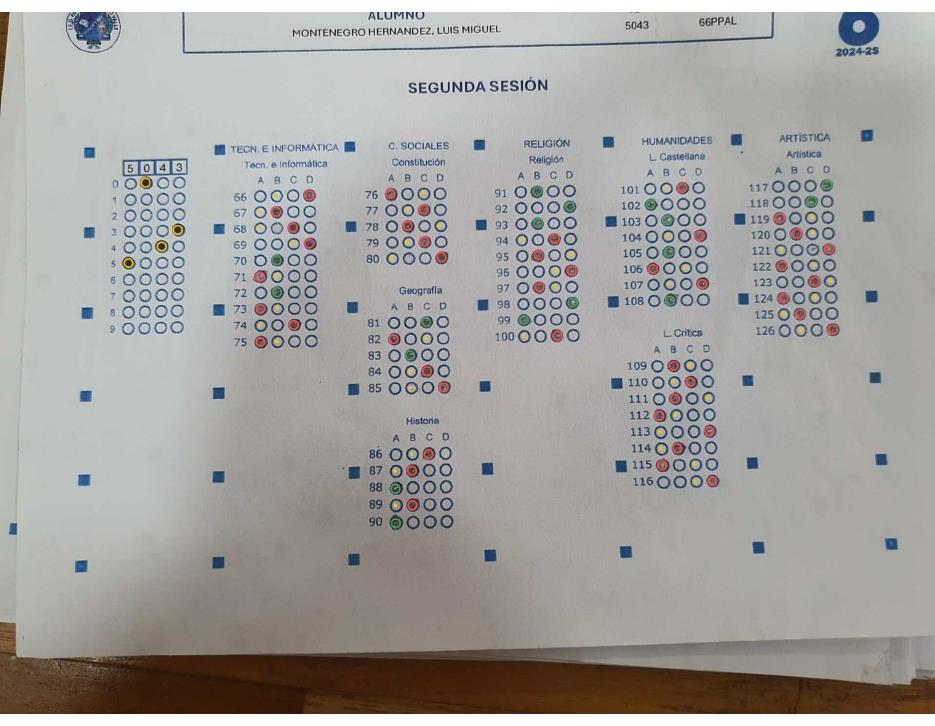 ALUMNO
MONTENEGRO HERNANDEZ, LUIS MIGUEL
5043
66PPAL
2024-25
SEGUNDA SESIÓN
5 0 4 3
0
1
2
3
4
5
6
7
8
9
TECN. E INFORMÁTICA
Tecn. e Informática
A B C D
66
67
68
69
70
71
72
73
74
75
C. SOCIALES
Constitución
A B C D
76
77
78
79
80
Geografía
A B C D
81
82
83
84
85
Historia
A B C D
86
87
88
89
90
RELIGIÓN
Religión
A B C D
91
92
93
94
95
96
97
98
99
100
HUMANIDADES
L. Castellana
A B C D
101
102
103
104
105
106
107
108
L. Crítica
A B C D
109
110
111
112
113
114
115
116
ARTÍSTICA
Artística
A B C D
117
118
119
120
121
122
123
124
125
126